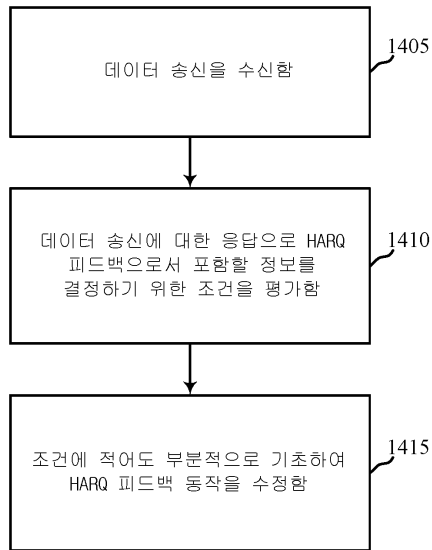 데이터 송신을 수신함
1405
데이터 송신에 대한 응답으로 HARQ
피드백으로서 포함할 정보를
결정하기 위한 조건을 평가함
1410
조건에 적어도 부분적으로 기초하여
HARQ 피드백 동작을 수정함
1415